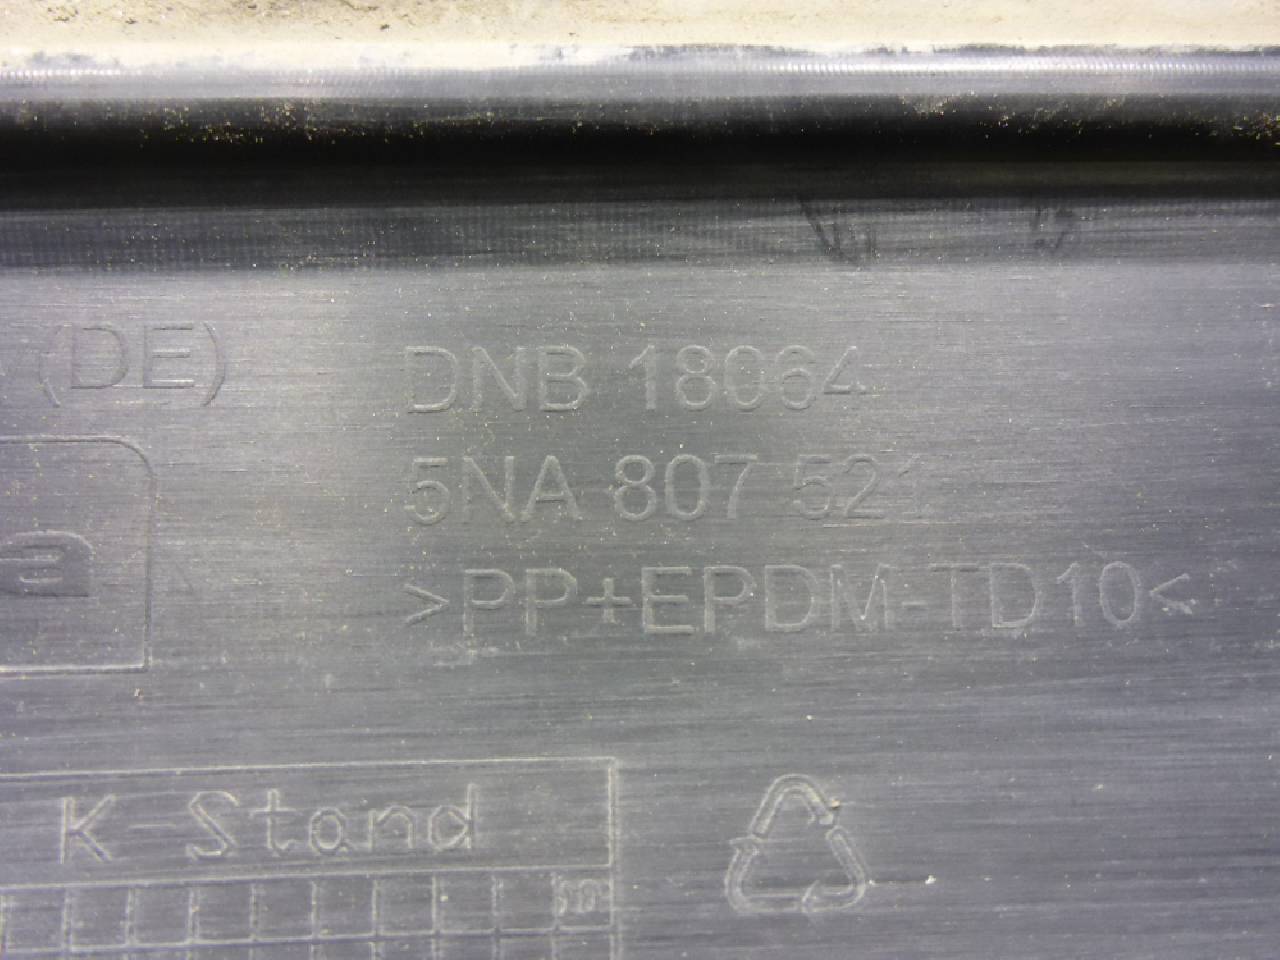 (DE)
DNB 18064
5NA 807 521
>PP+EPDM-TD10<
K-Stand